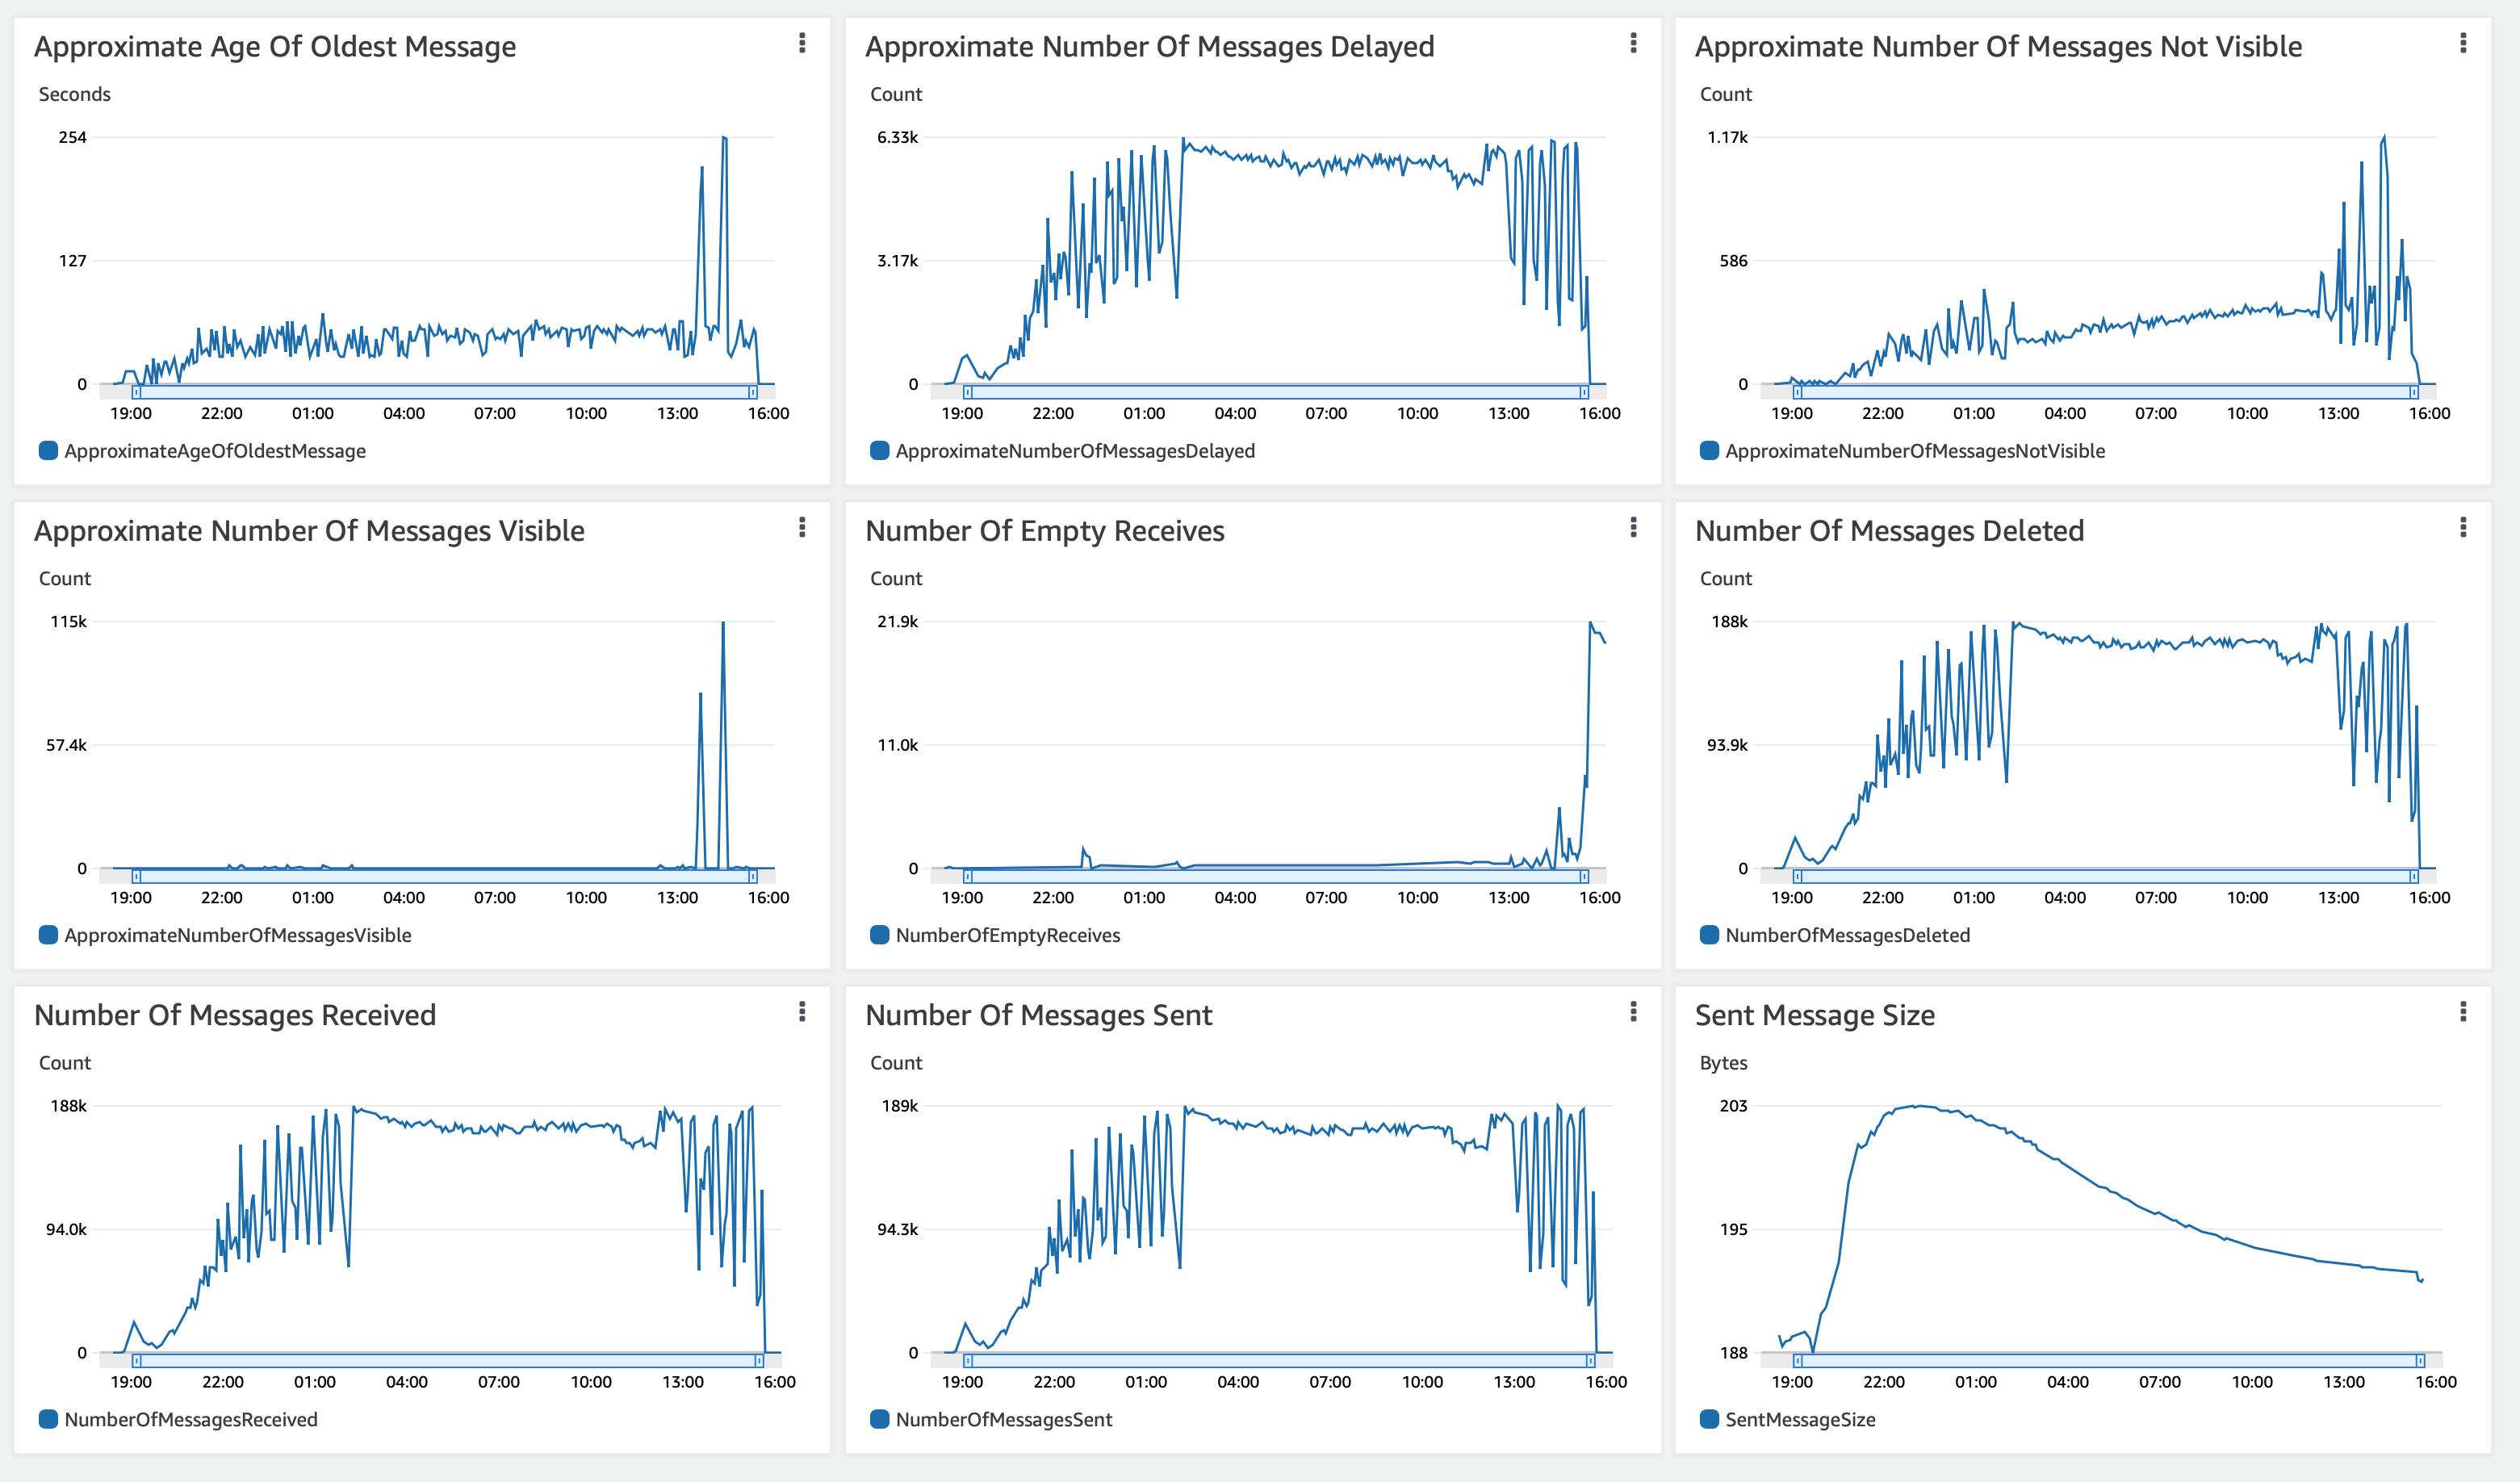 Approximate Age Of Oldest Message
Seconds
254
127
0
19:00 22:00 01:00 04:00 07:00 10:00 13:00 16:00
ApproximateAgeOfOldestMessage
Approximate Number Of Messages Delayed
Count
6.33k
3.17k
0
19:00 22:00 01:00 04:00 07:00 10:00 13:00 16:00
ApproximateNumberOfMessagesDelayed
Approximate Number Of Messages Not Visible
Count
1.17k
586
0
19:00 22:00 01:00 04:00 07:00 10:00 13:00 16:00
ApproximateNumberOfMessagesNotVisible
Approximate Number Of Messages Visible
Count
115k
57.4k
0
19:00 22:00 01:00 04:00 07:00 10:00 13:00 16:00
ApproximateNumberOfMessagesVisible
Number Of Empty Receives
Count
21.9k
11.0k
0
19:00 22:00 01:00 04:00 07:00 10:00 13:00 16:00
NumberOfEmptyReceives
Number Of Messages Deleted
Count
188k
93.9k
0
19:00 22:00 01:00 04:00 07:00 10:00 13:00 16:00
NumberOfMessagesDeleted
Number Of Messages Received
Count
188k
94.0k
0
19:00 22:00 01:00 04:00 07:00 10:00 13:00 16:00
NumberOfMessagesReceived
Number Of Messages Sent
Count
189k
94.3k
0
19:00 22:00 01:00 04:00 07:00 10:00 13:00 16:00
NumberOfMessagesSent
Sent Message Size
Bytes
203
195
188
19:00 22:00 01:00 04:00 07:00 10:00 13:00 16:00
SentMessageSize